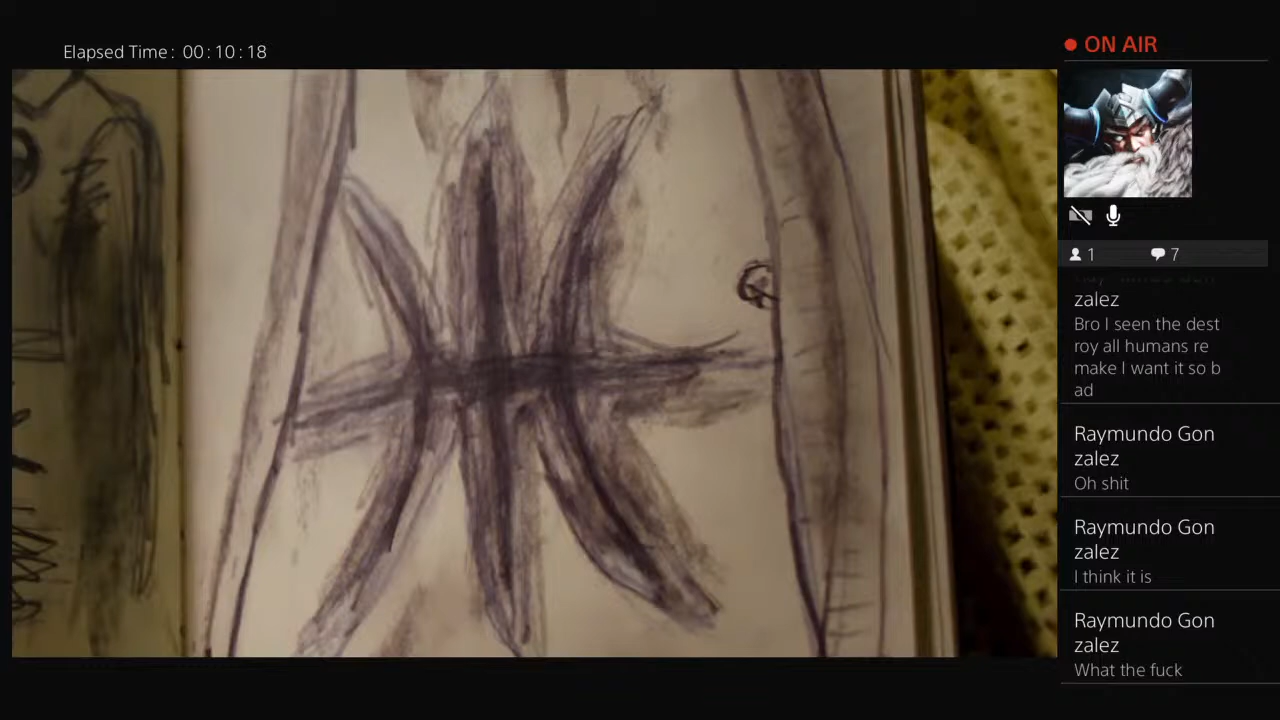 Elapsed Time: 00:10:18
ON AIR
1
7
zalez
Bro I seen the dest
roy all humans re
make I want it so b
ad
Raymundo Gon
zalez
Oh shit
Raymundo Gon
zalez
I think it is
Raymundo Gon
zalez
What the fuck